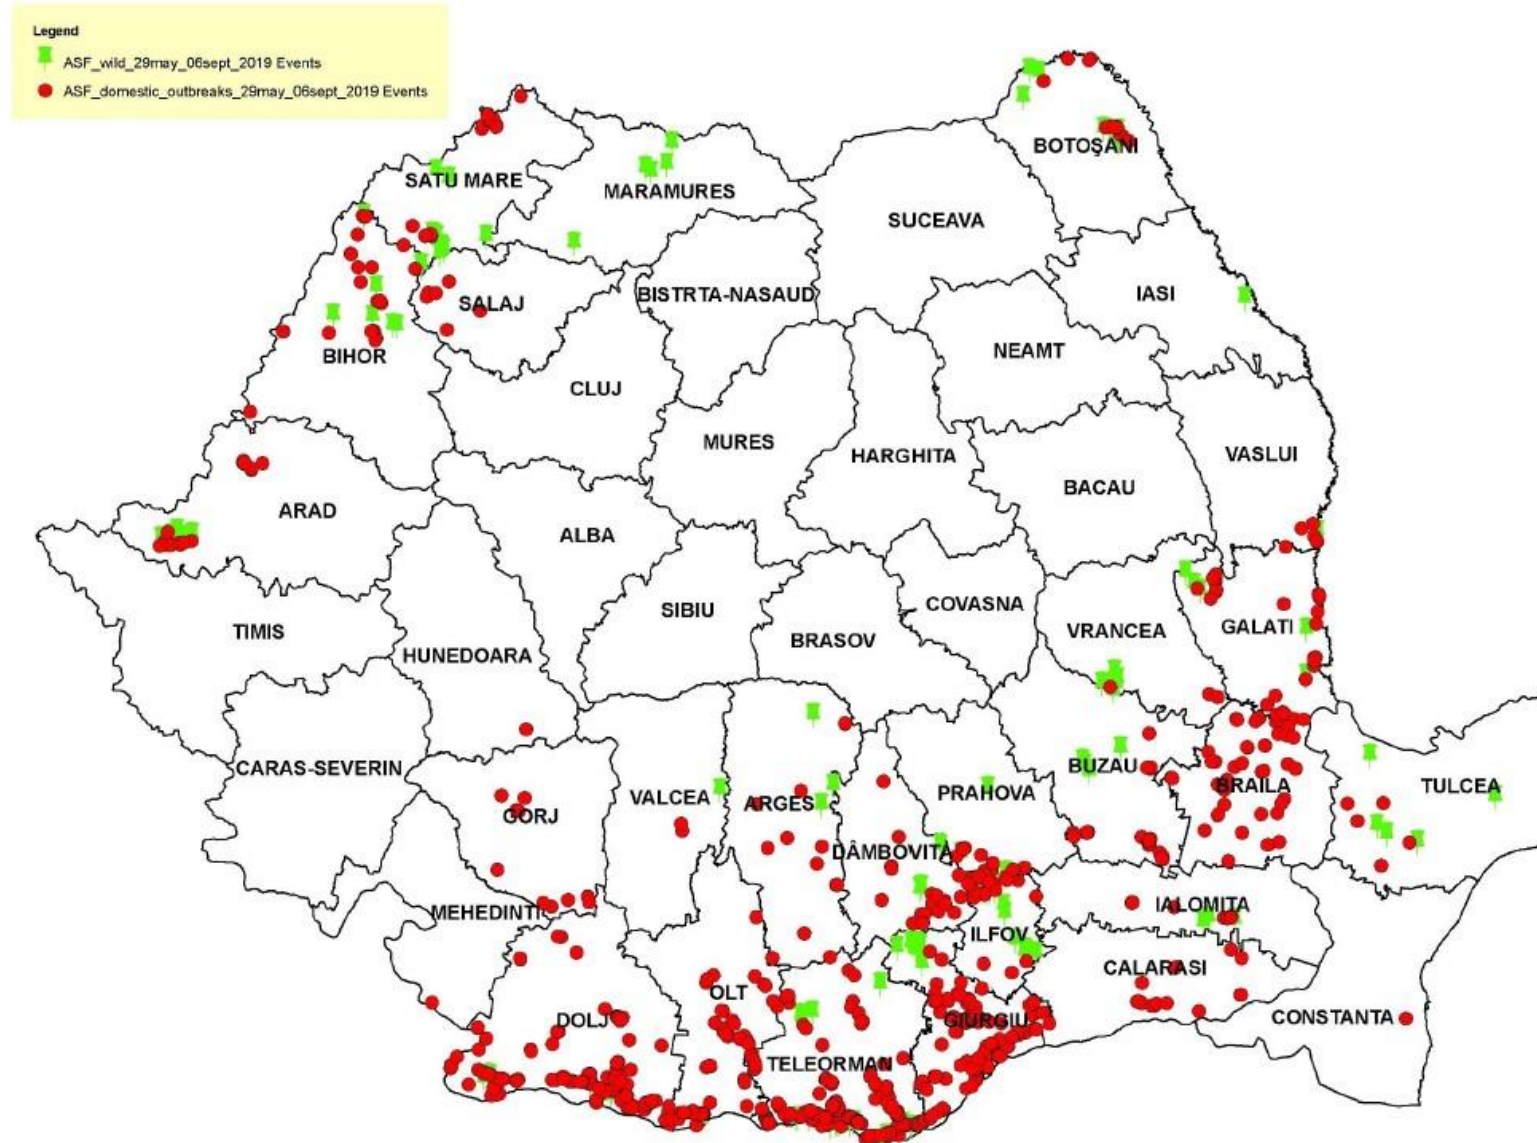 Legend
ASF_wild_29may_06sept_2019 Events
ASF_domestic_outbreaks_29may_06sept_2019 Events
BOTOŞANI
SATU MARE
MARAMURES
SUCEAVA
BISTRTA-NASAUD
IASI
SALAJ
NEAMT
BIHOR
CLUJ
MURES
HARGHITA
VASLUI
BACAU
ARAD
ALBA
COVASNA
SIBIU
VRANCEA
GALATI
TIMIS
BRASOV
HUNEDOARA
CARAS-SEVERIN
BUZAU
BRAILA
TULCEA
VALCEA
PRAHOVA
ARGES
GORJ
DÂMBOVITA
IALOMITA
MEHEDINTI
ILFOV
CALARASI
OLT
CONSTANTA
DOLJ
GIURGIU
TELEORMAN